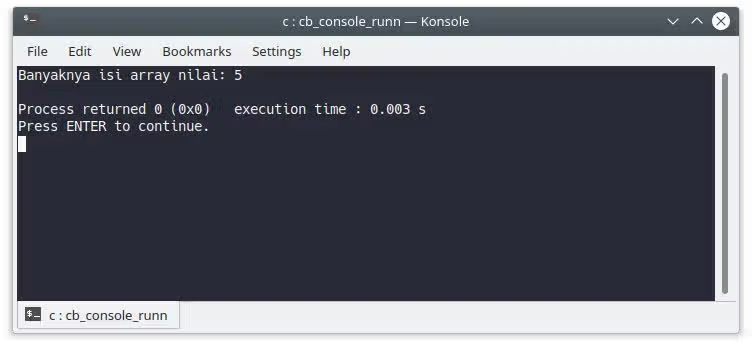 c : cb_console_runn — Konsole
File Edit View Bookmarks Settings Help
Banyaknya isi array nilai: 5
Process returned 0 (0x0)   execution time : 0.003 s
Press ENTER to continue.
c : cb_console_runn